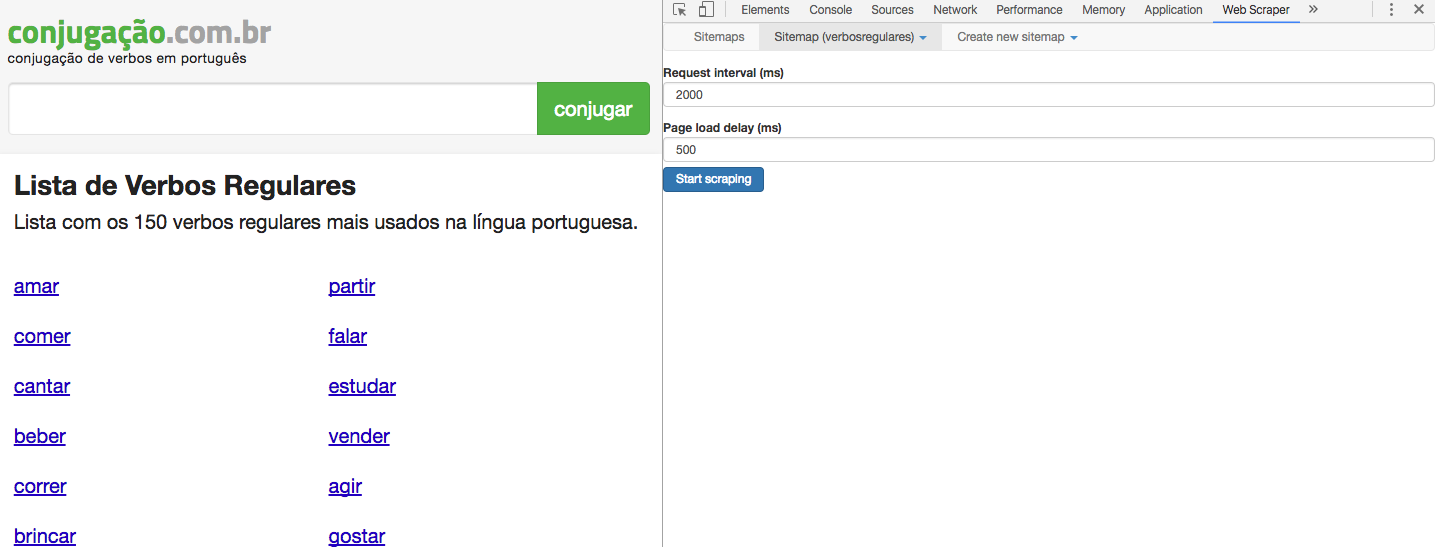 conjugação.com.br
conjugação de verbos em português
conjugar
Lista de Verbos Regulares
Lista com os 150 verbos regulares mais usados na língua portuguesa.
amar partir
comer falar
cantar estudar
beber vender
correr agir
brincar gostar
Elements Console Sources Network Performance Memory Application Web Scraper »
Sitemaps Sitemap (verbosregulares) Create new sitemap
Request interval (ms)
2000
Page load delay (ms)
500
Start scraping